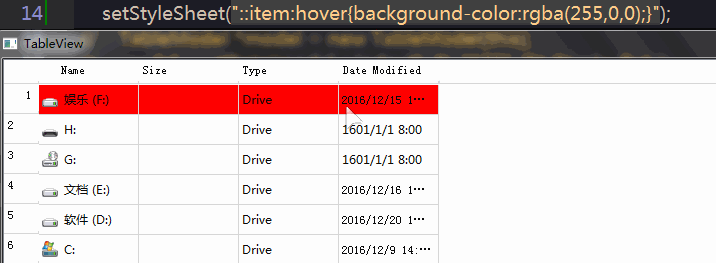 14 setStyleSheet("::item:hover{background-color:rgba(255,0,0);}");
TableView
Name Size Type Date Modified
1 娱乐 (F:) Drive 2016/12/15 1…
2 H: Drive 1601/1/1 8:00
3 G: Drive 1601/1/1 8:00
4 文档 (E:) Drive 2016/12/16 1…
5 软件 (D:) Drive 2016/12/20 1…
6 C: Drive 2016/12/9 14:…